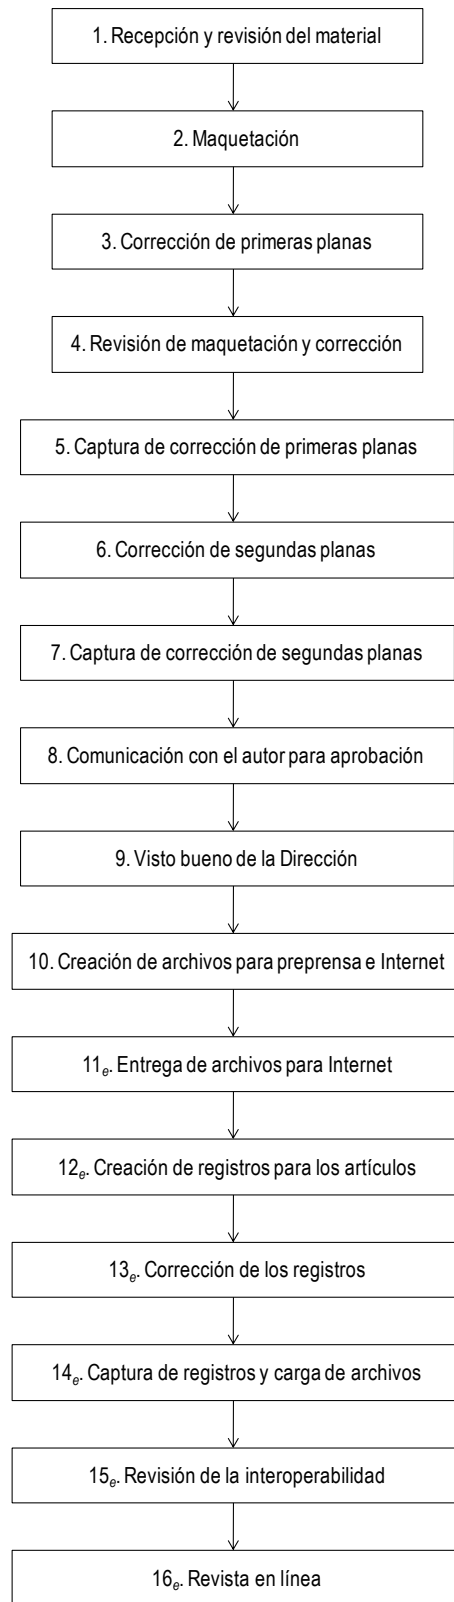 1. Recepción y revisión del material
2. Maquetación
3. Corrección de primeras planas
4. Revisión de maquetación y corrección
5. Captura de corrección de primeras planas
6. Corrección de segundas planas
7. Captura de corrección de segundas planas
8. Comunicación con el autor para aprobación
9. Visto bueno de la Dirección
10. Creación de archivos para preprensa e Internet
11e. Entrega de archivos para Internet
12e. Creación de registros para los artículos
13e. Corrección de los registros
14e. Captura de registros y carga de archivos
15e. Revisión de la interoperabilidad
16e. Revista en línea